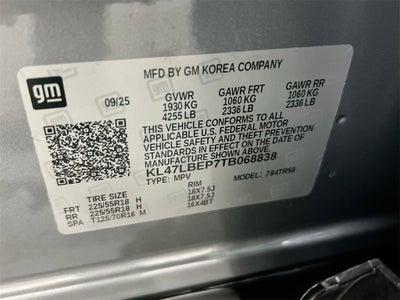 MFD BY GM KOREA COMPANY
gm
09/25 GVWR GAWR FRT GAWR RR
1930 KG 1060 KG 1060 KG
4255 LB 2336 LB 2336 LB
THIS VEHICLE CONFORMS TO ALL
APPLICABLE U.S. FEDERAL MOTOR
VEHICLE SAFETY AND THEFT PREVENTION
STANDARDS IN EFFECT ON THE DATE OF
MANUFACTURE SHOWN ABOVE.
KL47LBEP7TB068838
TYPE: MPV MODEL: 784TR58
TIRE SIZE RIM
FRT 225/55R18 H 18X7.5J
RR 225/55R18 H 18X7.5J
SPA T125/70R16 M 16X4BT